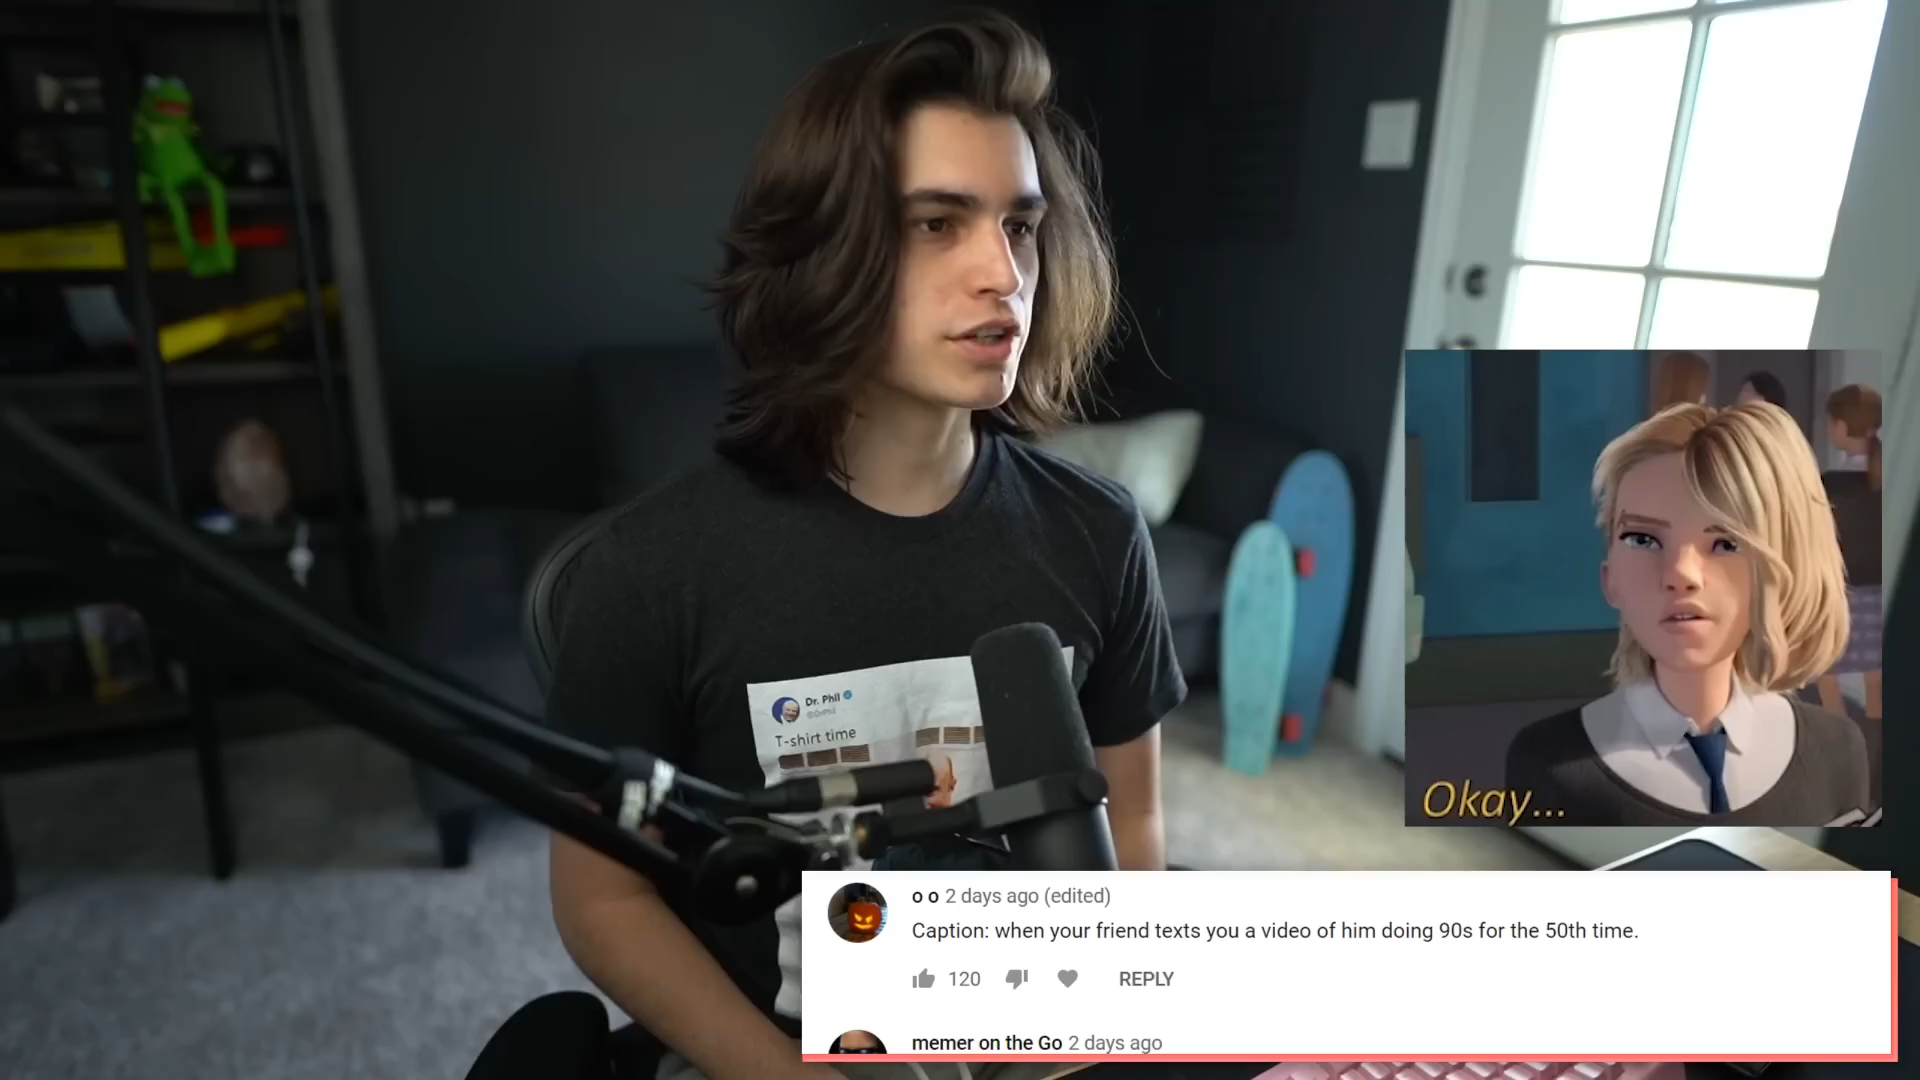 Dr. Phil
@DrPhil
T-shirt time
Okay...
o o 2 days ago (edited)
Caption: when your friend texts you a video of him doing 90s for the 50th time.
120
REPLY
memer on the Go 2 days ago